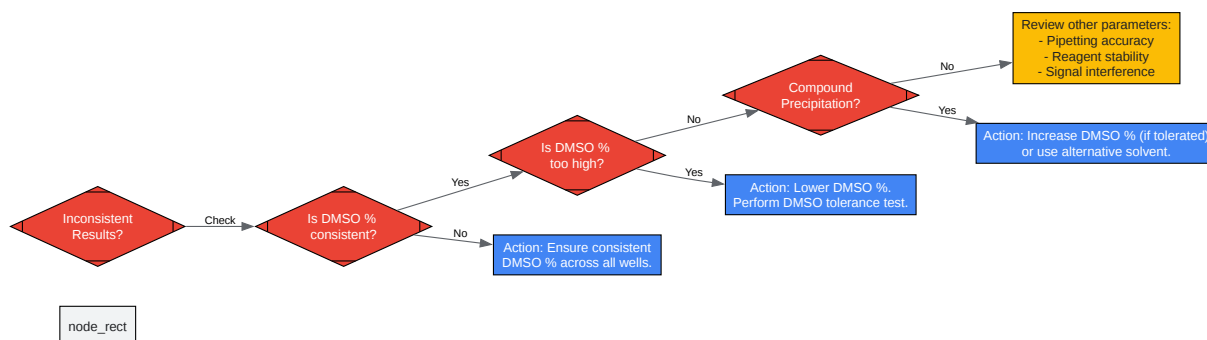 Inconsistent
Results?
Check
Is DMSO %
consistent?
Yes
No
Action: Ensure consistent
DMSO % across all wells.
Is DMSO %
too high?
No
Yes
Action: Lower DMSO %.
Perform DMSO tolerance test.
Compound
Precipitation?
No
Yes
Review other parameters:
- Pipetting accuracy
- Reagent stability
- Signal interference
Action: Increase DMSO % (if tolerated)
or use alternative solvent.
node_rect